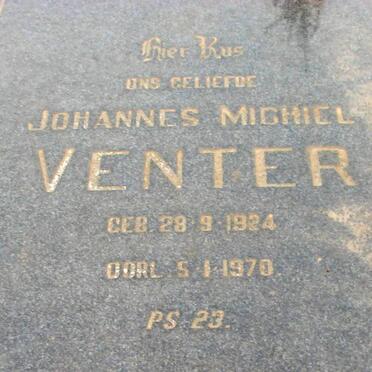 Hier Rus
ONS GELIEFDE
JOHANNES MICHIEL
VENTER
GEB. 28·9·1924
OORL. 5·1·1970.
PS. 23.